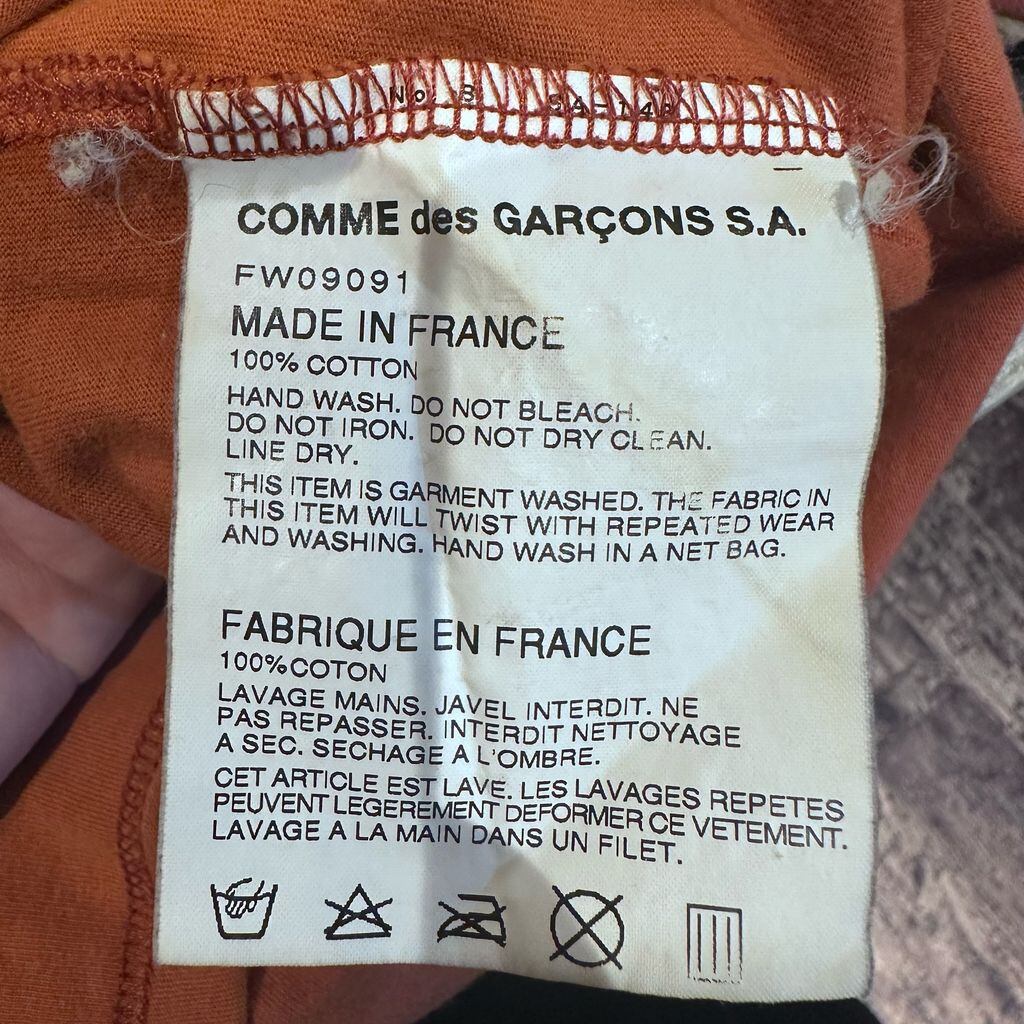 No. 8
COMME des GARÇONS S.A.
FW09091
MADE IN FRANCE
100% COTTON
HAND WASH. DO NOT BLEACH.
DO NOT IRON. DO NOT DRY CLEAN.
LINE DRY.
THIS ITEM IS GARMENT WASHED. THE FABRIC IN
THIS ITEM WILL TWIST WITH REPEATED WEAR
AND WASHING. HAND WASH IN A NET BAG.
FABRIQUE EN FRANCE
100%COTON
LAVAGE MAINS. JAVEL INTERDIT. NE
PAS REPASSER. INTERDIT NETTOYAGE
A SEC. SECHAGE A L'OMBRE.
CET ARTICLE EST LAVE. LES LAVAGES REPETES
PEUVENT LEGEREMENT DEFORMER CE VETEMENT.
LAVAGE A LA MAIN DANS UN FILET.